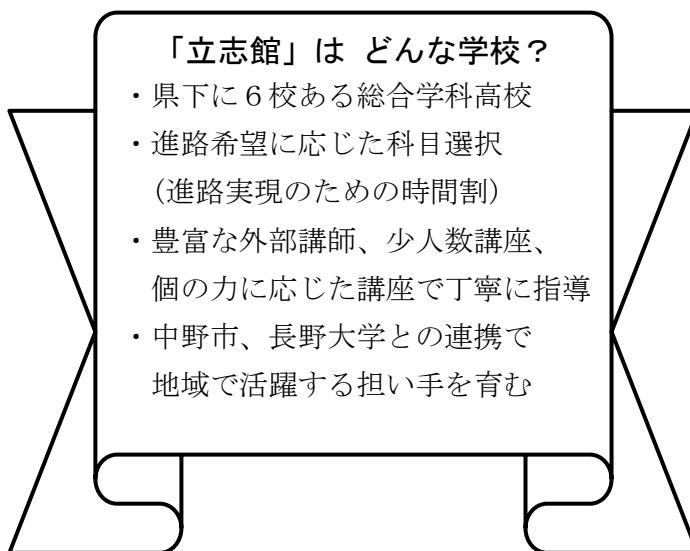 「立志館」は どんな学校？
・県下に６校ある総合学科高校
・進路希望に応じた科目選択
（進路実現のための時間割）
・豊富な外部講師、少人数講座、
個の力に応じた講座で丁寧に指導
・中野市、長野大学との連携で
地域で活躍する担い手を育む